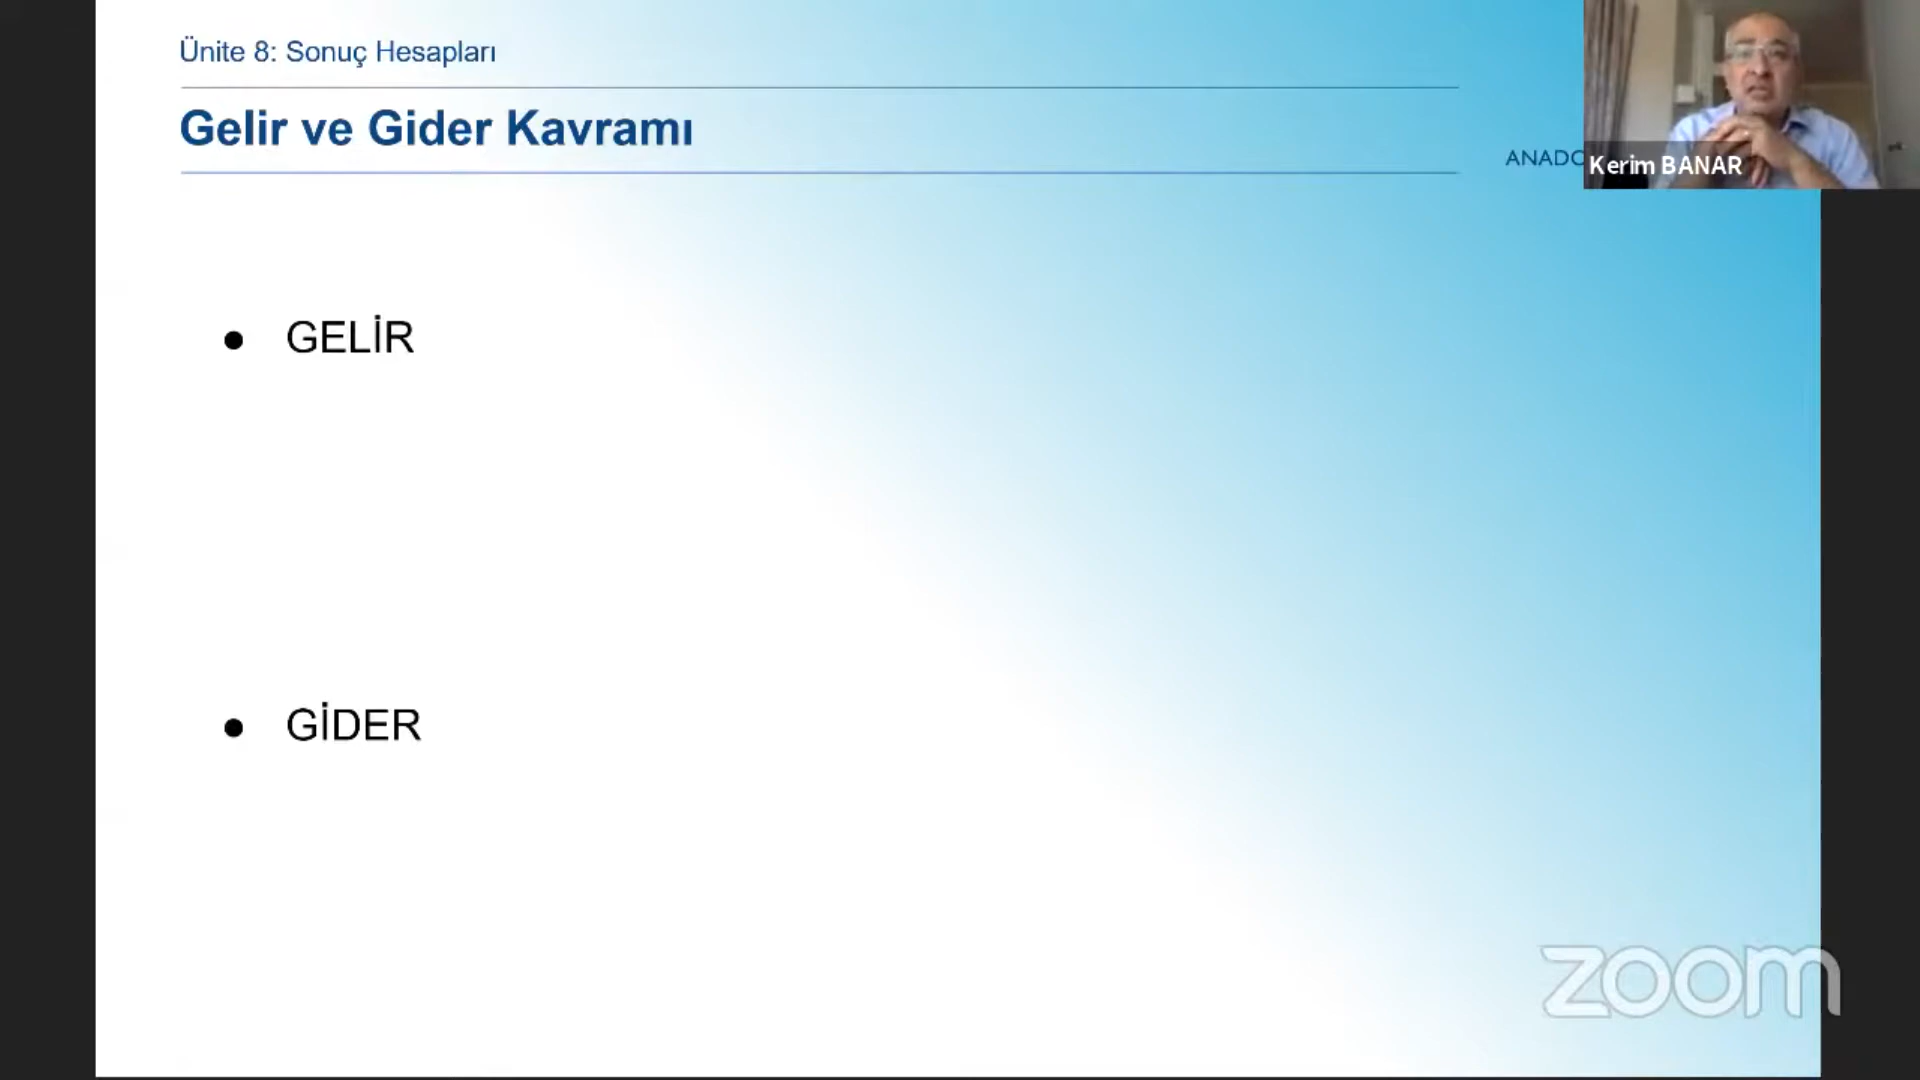 Ünite 8: Sonuç Hesapları
Gelir ve Gider Kavramı
ANADO
Kerim BANAR
● GELİR
● GİDER
zoom